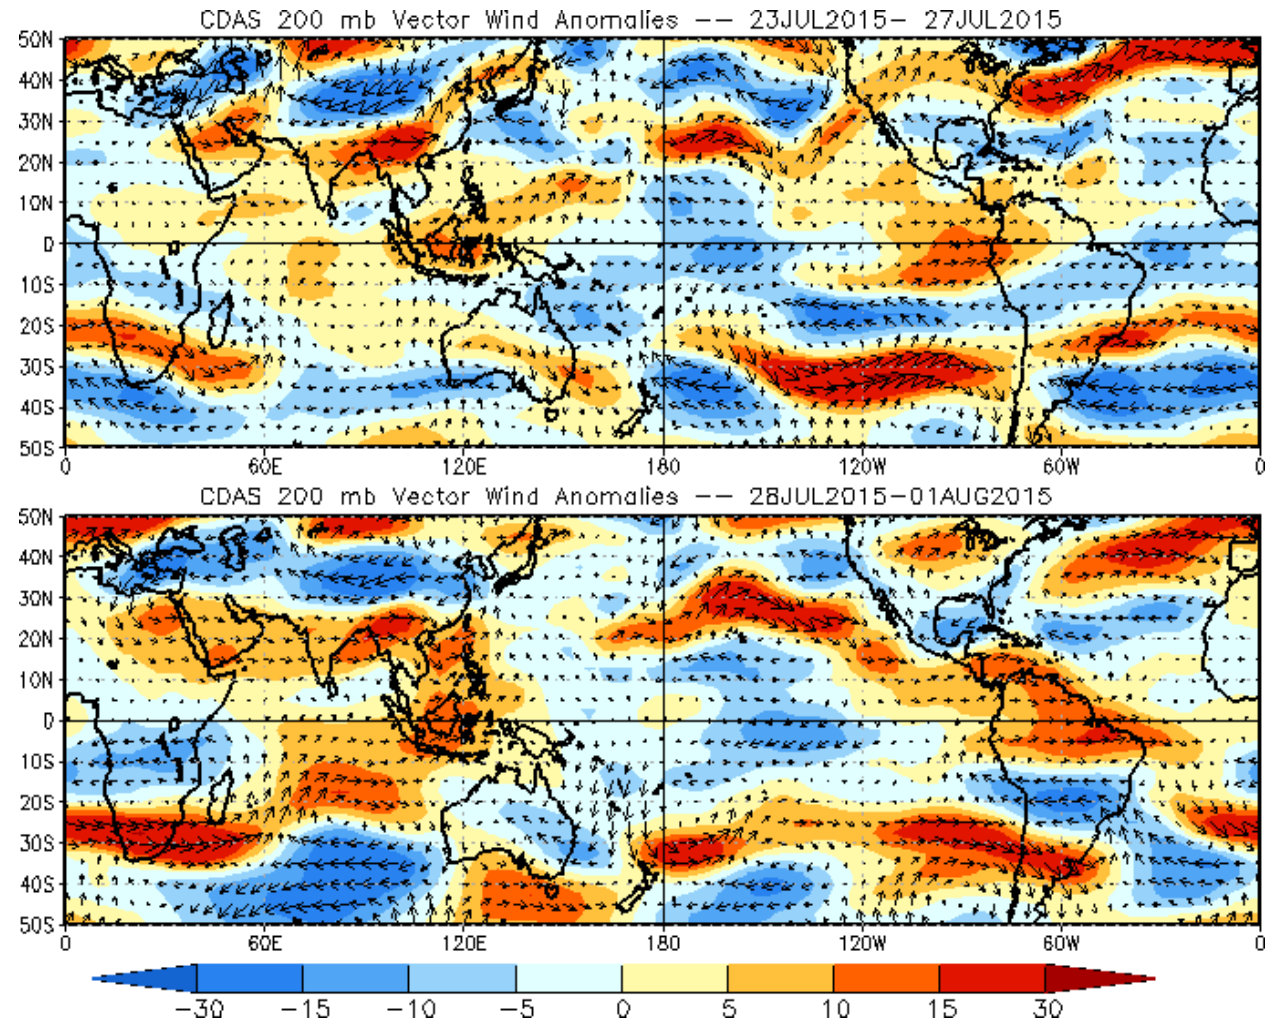 CDAS 200 mb Vector Wind Anomalies -- 23JUL2015- 27JUL2015
50N
40N
30N
20N
10N
0
10S
20S
30S
40S
50S
0 60E 120E 180 120W 60W 0
CDAS 200 mb Vector Wind Anomalies -- 28JUL2015-01AUG2015
50N
40N
30N
20N
10N
0
10S
20S
30S
40S
50S
0 60E 120E 180 120W 60W 0
-30 -15 -10 -5 0 5 10 15 30